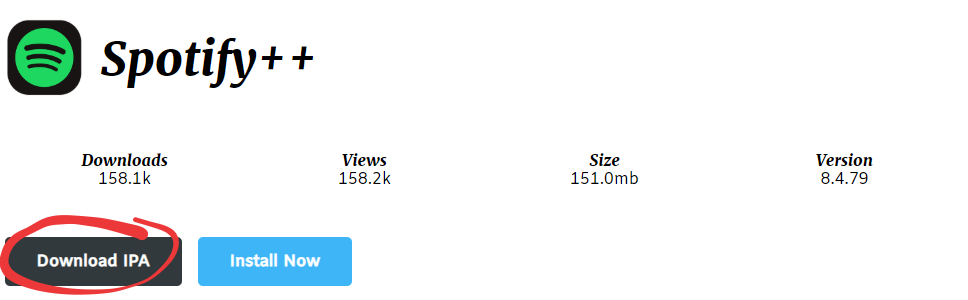 Spotify++
Downloads Views Size Version
158.1k 158.2k 151.0mb 8.4.79
Download IPA Install Now